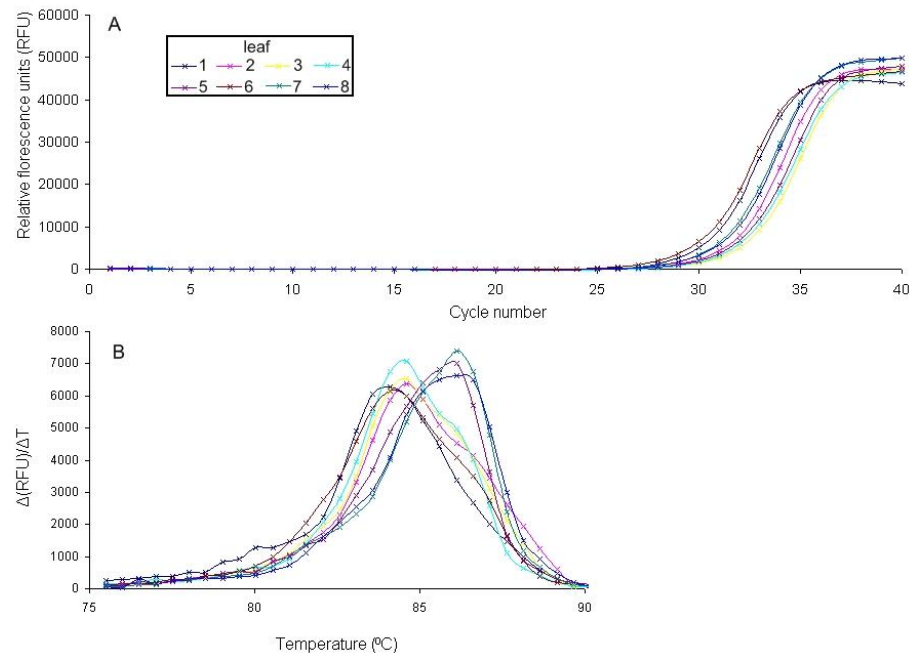 A
Relative florescence units (RFU)
60000
50000
40000
30000
20000
10000
0
leaf
1 2 3 4
5 6 7 8
0 5 10 15 20 25 30 35 40
Cycle number
B
Δ(RFU)/ΔT
8000
7000
6000
5000
4000
3000
2000
1000
0
75 80 85 90
Temperature (ºC)